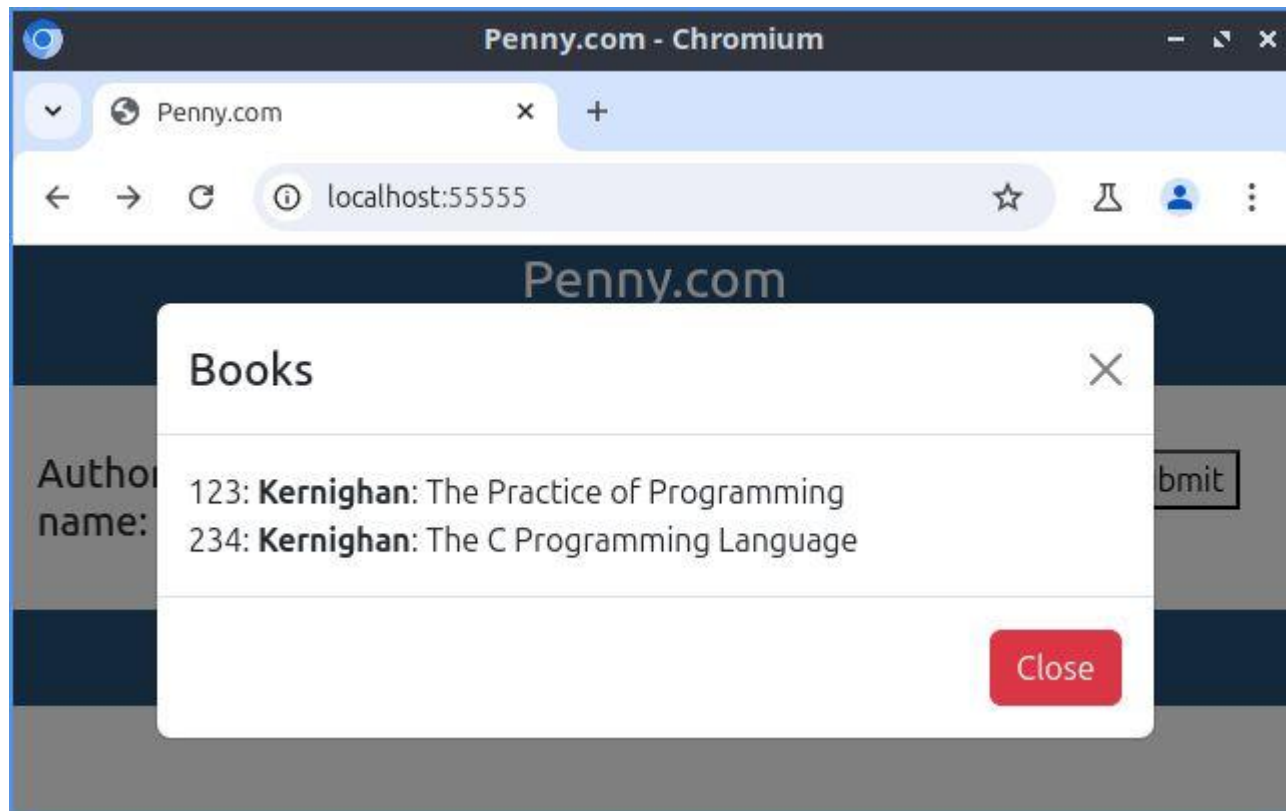 Penny.com - Chromium
Penny.com
localhost:55555
Penny.com
Books
Author
name:
123: Kernighan: The Practice of Programming
234: Kernighan: The C Programming Language
bmit
Close